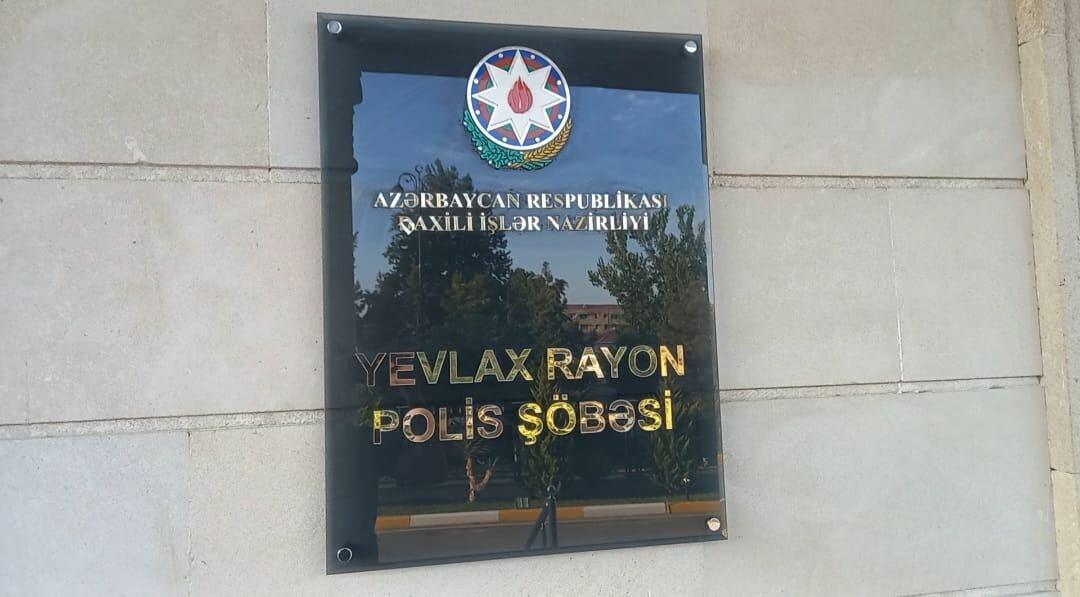 AZƏRBAYCAN RESPUBLİKASI
DAXİLİ İŞLƏR NAZİRLİYİ
YEVLAX RAYON
POLİS ŞÖBƏSİ